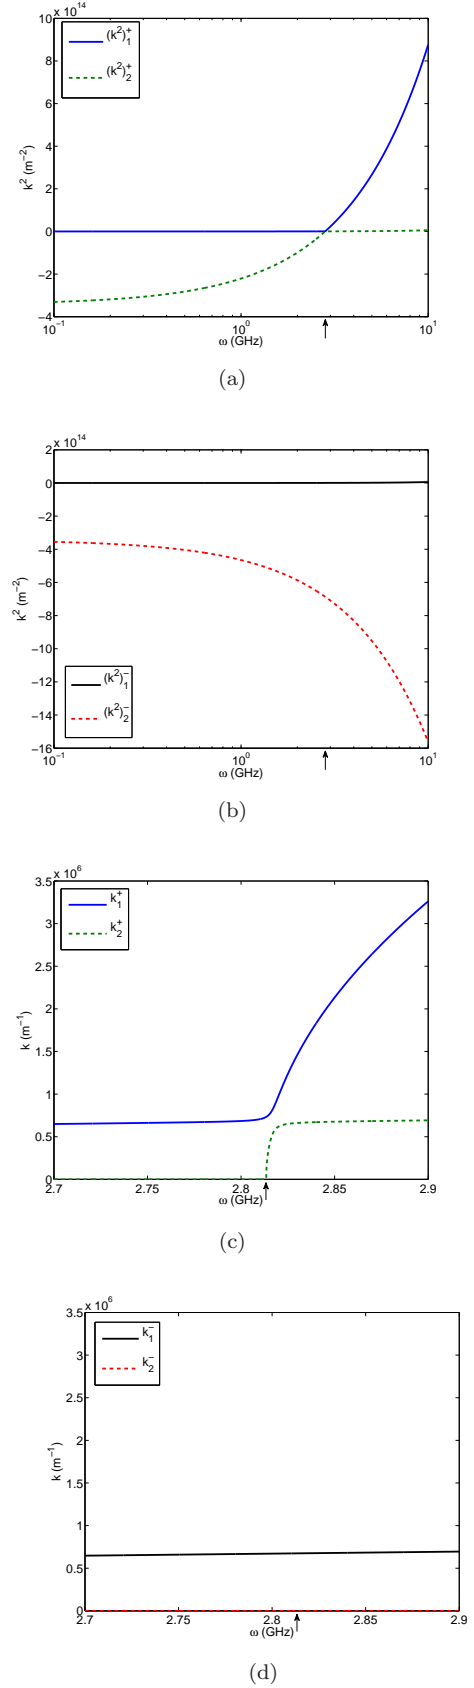 x 10^14
(k^2)_1^+
(k^2)_2^+
10
8
6
4
2
0
−2
−4
k^2 (m^−2)
10^−1 10^0 10^1
ω (GHz)
(a)
x 10^14
2
0
−2
−4
−6
−8
−10
−12
−14
−16
k^2 (m^−2)
(k^2)_1^−
(k^2)_2^−
10^−1 10^0 10^1
ω (GHz)
(b)
x 10^6
k_1^+
k_2^+
3.5
3
2.5
2
1.5
1
0.5
0
k (m^−1)
2.7 2.75 2.8 2.85 2.9
ω (GHz)
(c)
x 10^6
k_1^−
k_2^−
3.5
3
2.5
2
1.5
1
0.5
0
k (m^−1)
2.7 2.75 2.8 2.85 2.9
ω (GHz)
(d)